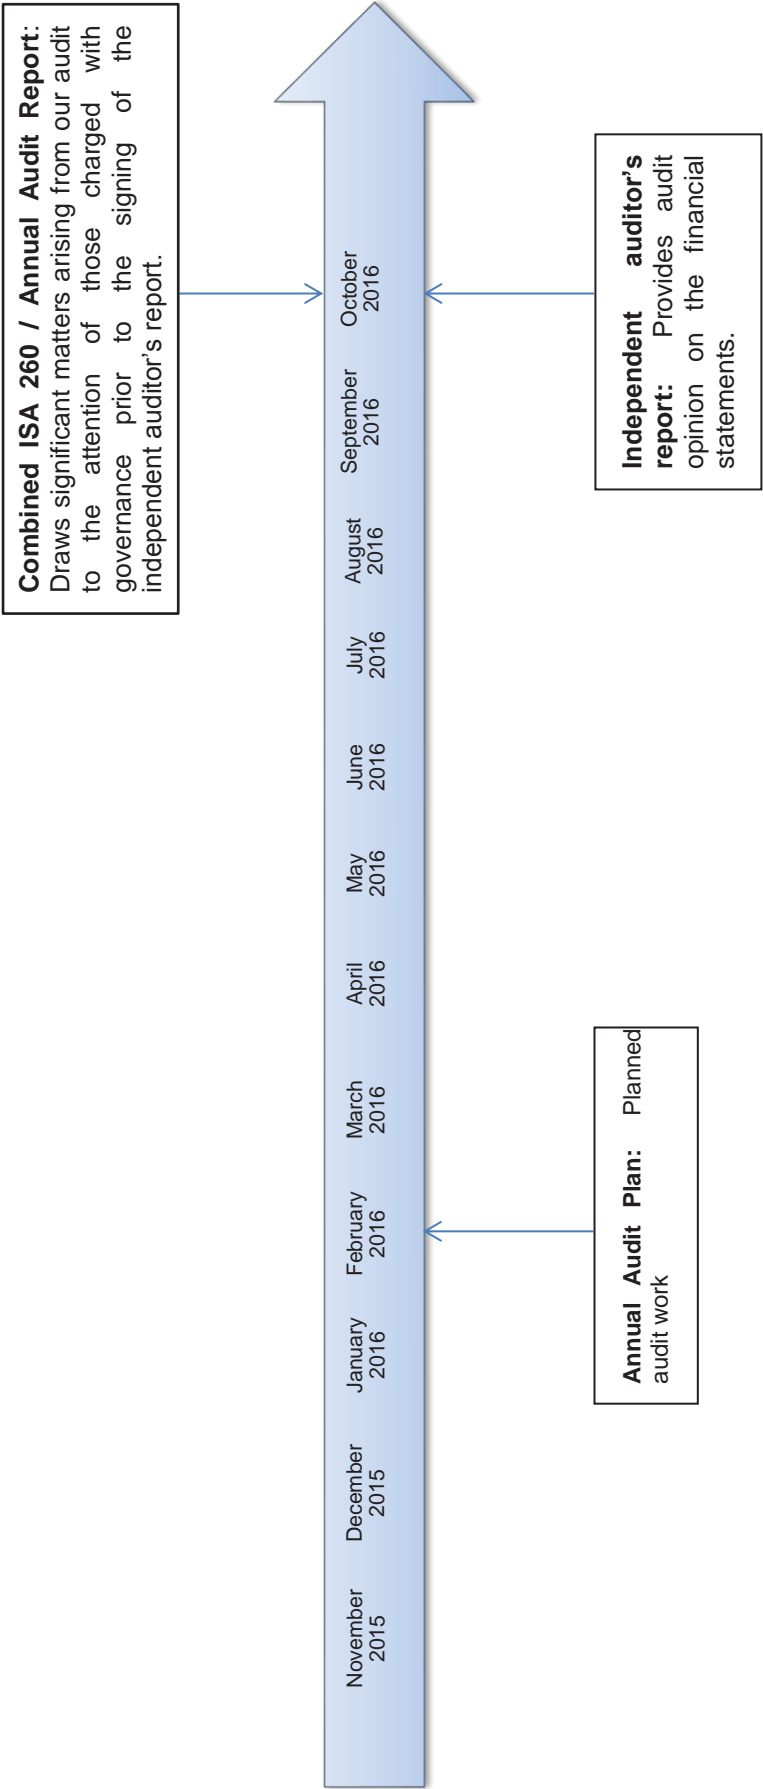 Combined ISA 260 / Annual Audit Report:
Draws significant matters arising from our audit
to the attention of those charged with
governance prior to the signing of the
independent auditor's report.
November
2015
December
2015
January
2016
February
2016
March
2016
April
2016
May
2016
June
2016
July
2016
August
2016
September
2016
October
2016
Annual Audit Plan: Planned
audit work
Independent auditor's
report: Provides audit
opinion on the financial
statements.